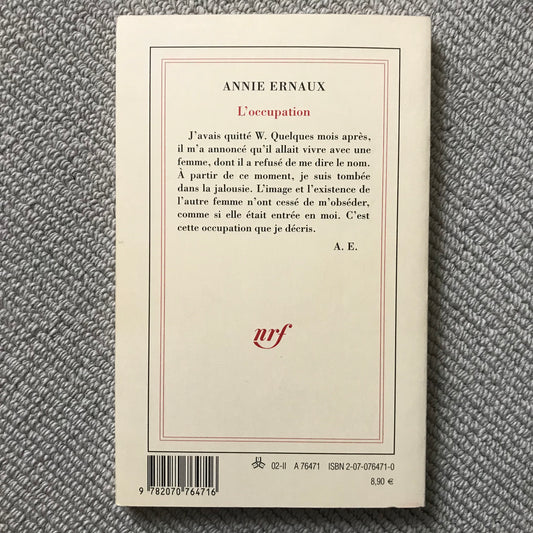 ANNIE ERNAUX
L'occupation
J'avais quitté W. Quelques mois après,
il m'a annoncé qu'il allait vivre avec une
femme, dont il a refusé de me dire le nom.
À partir de ce moment, je suis tombée
dans la jalousie. L'image et l'existence de
l'autre femme n'ont cessé de m'obséder,
comme si elle était entrée en moi. C'est
cette occupation que je décris.
A. E.
nrf
02-II A 76471 ISBN 2-07-076471-0
8,90 €
9 782070 764716